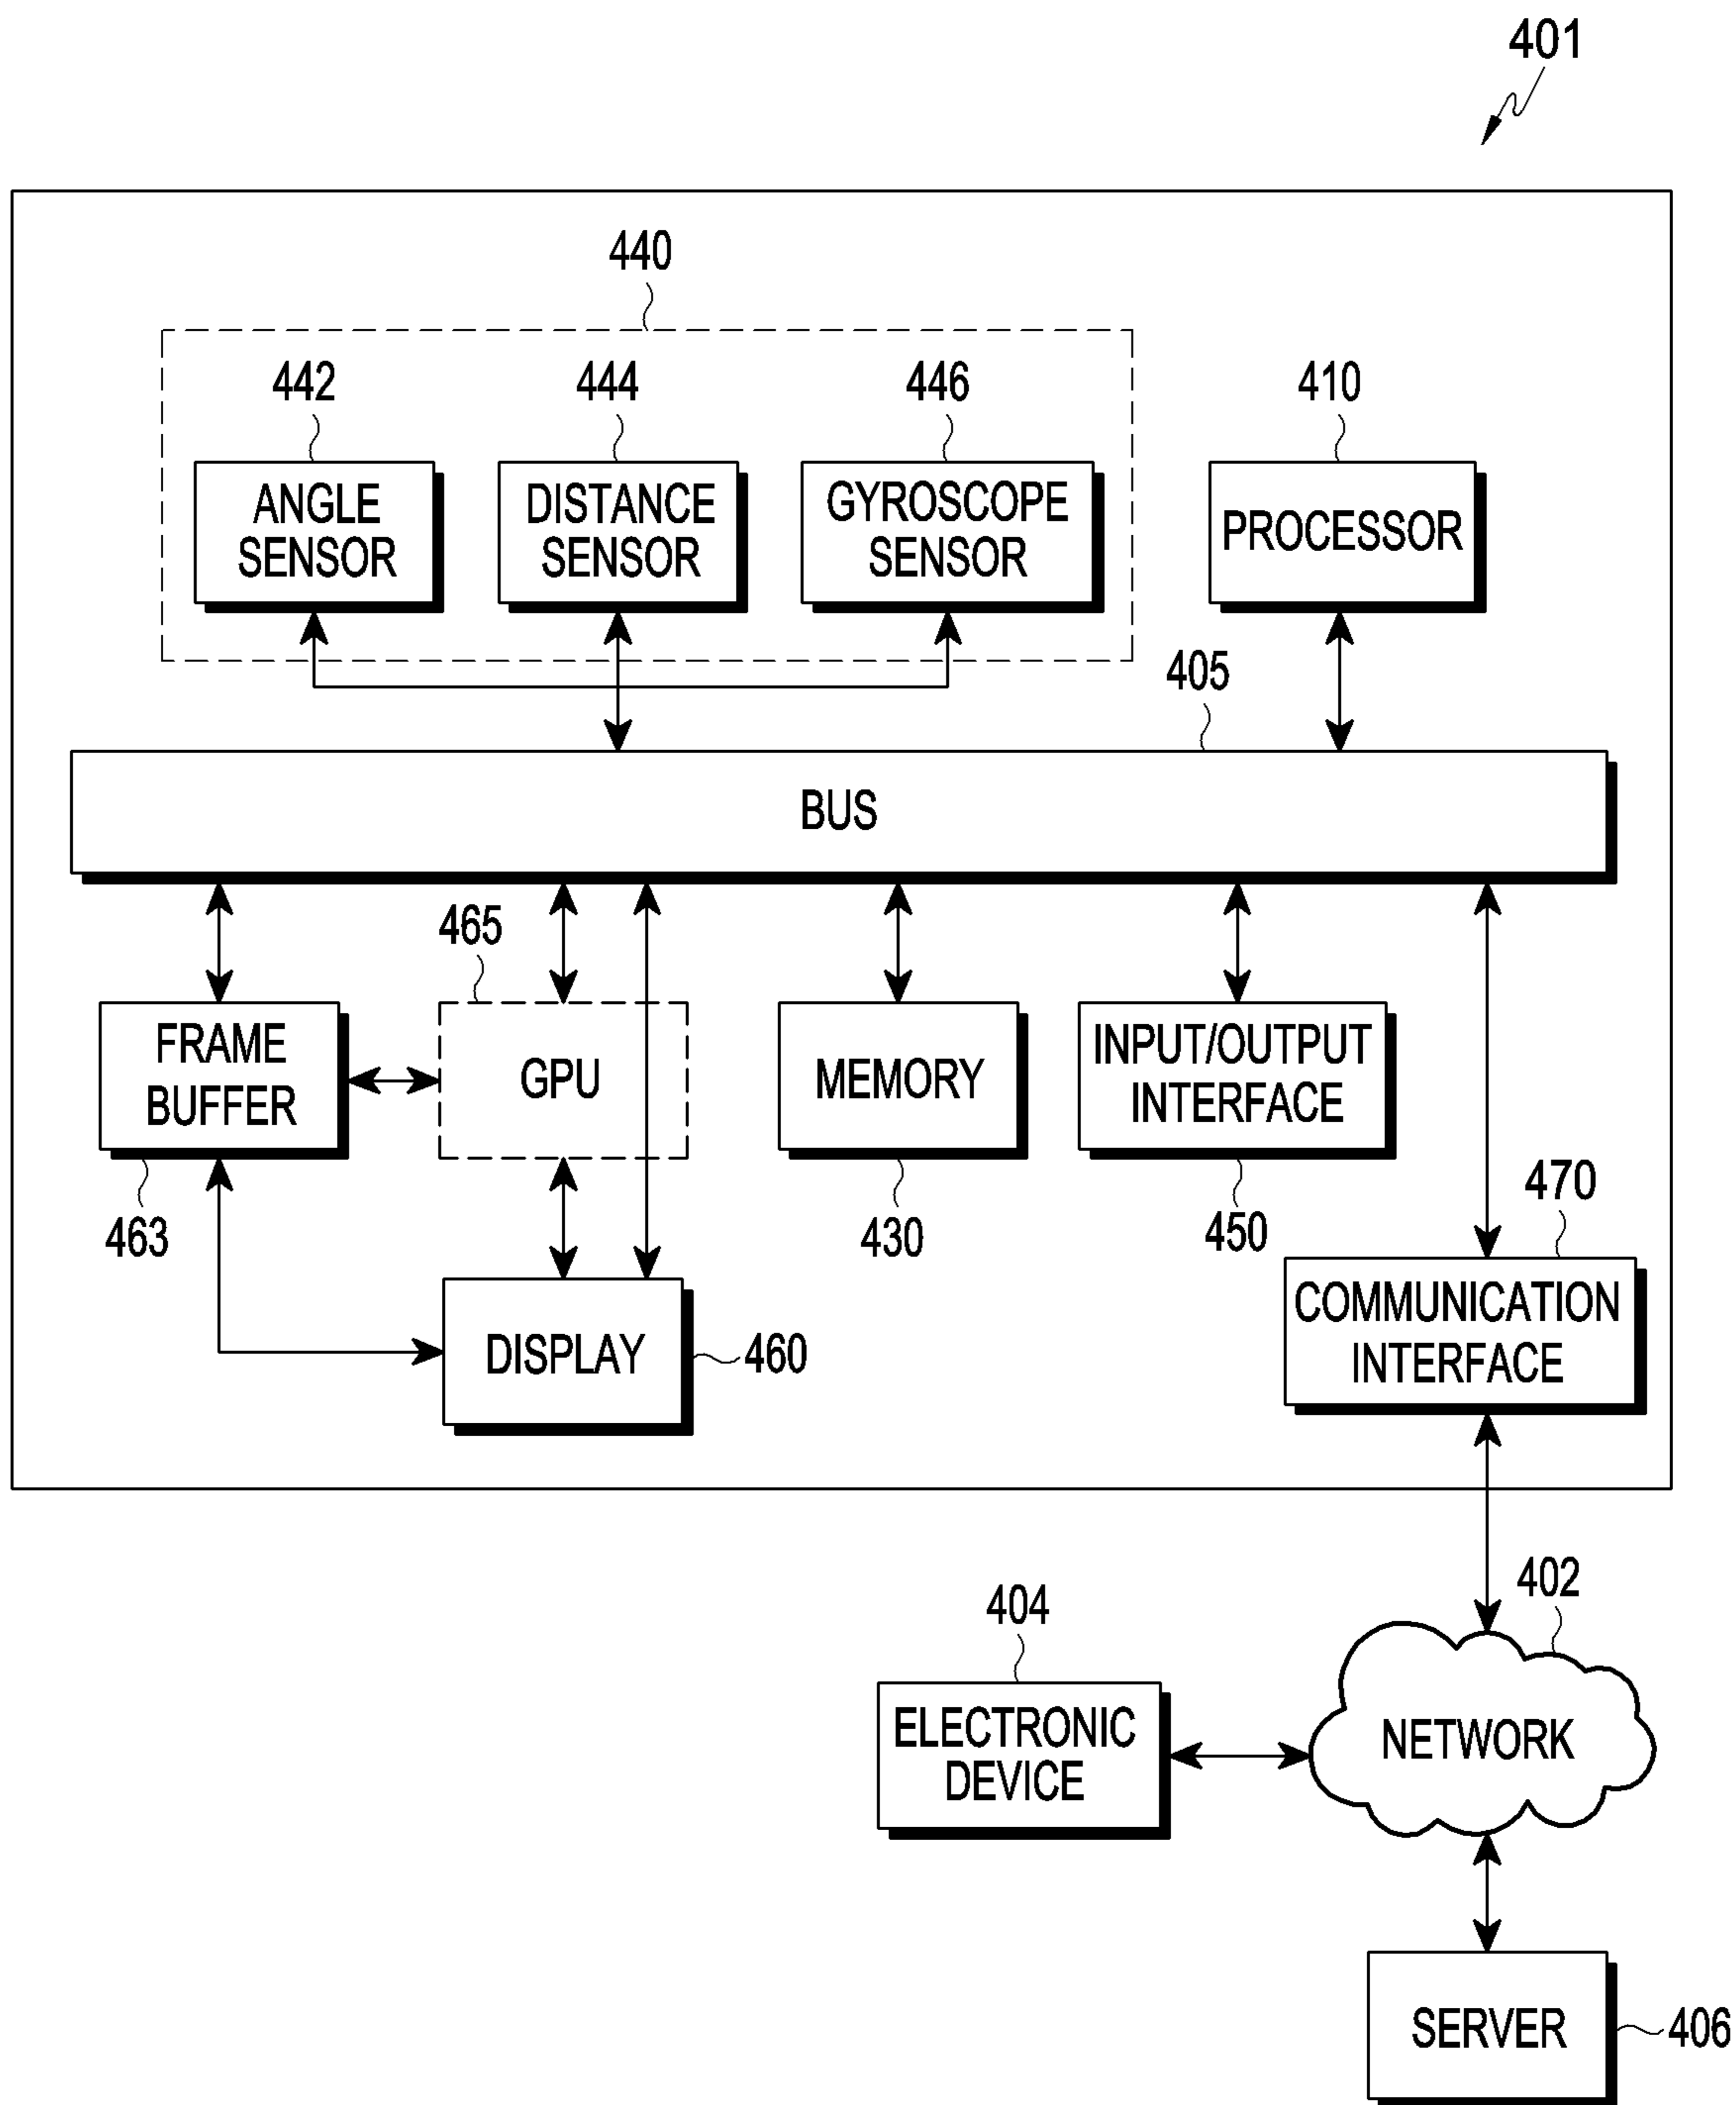 401
440
442
444
446
410
ANGLE
SENSOR
DISTANCE
SENSOR
GYROSCOPE
SENSOR
PROCESSOR
405
BUS
465
FRAME
BUFFER
GPU
MEMORY
INPUT/OUTPUT
INTERFACE
463
430
450
470
DISPLAY
460
COMMUNICATION
INTERFACE
402
404
ELECTRONIC
DEVICE
NETWORK
SERVER
406